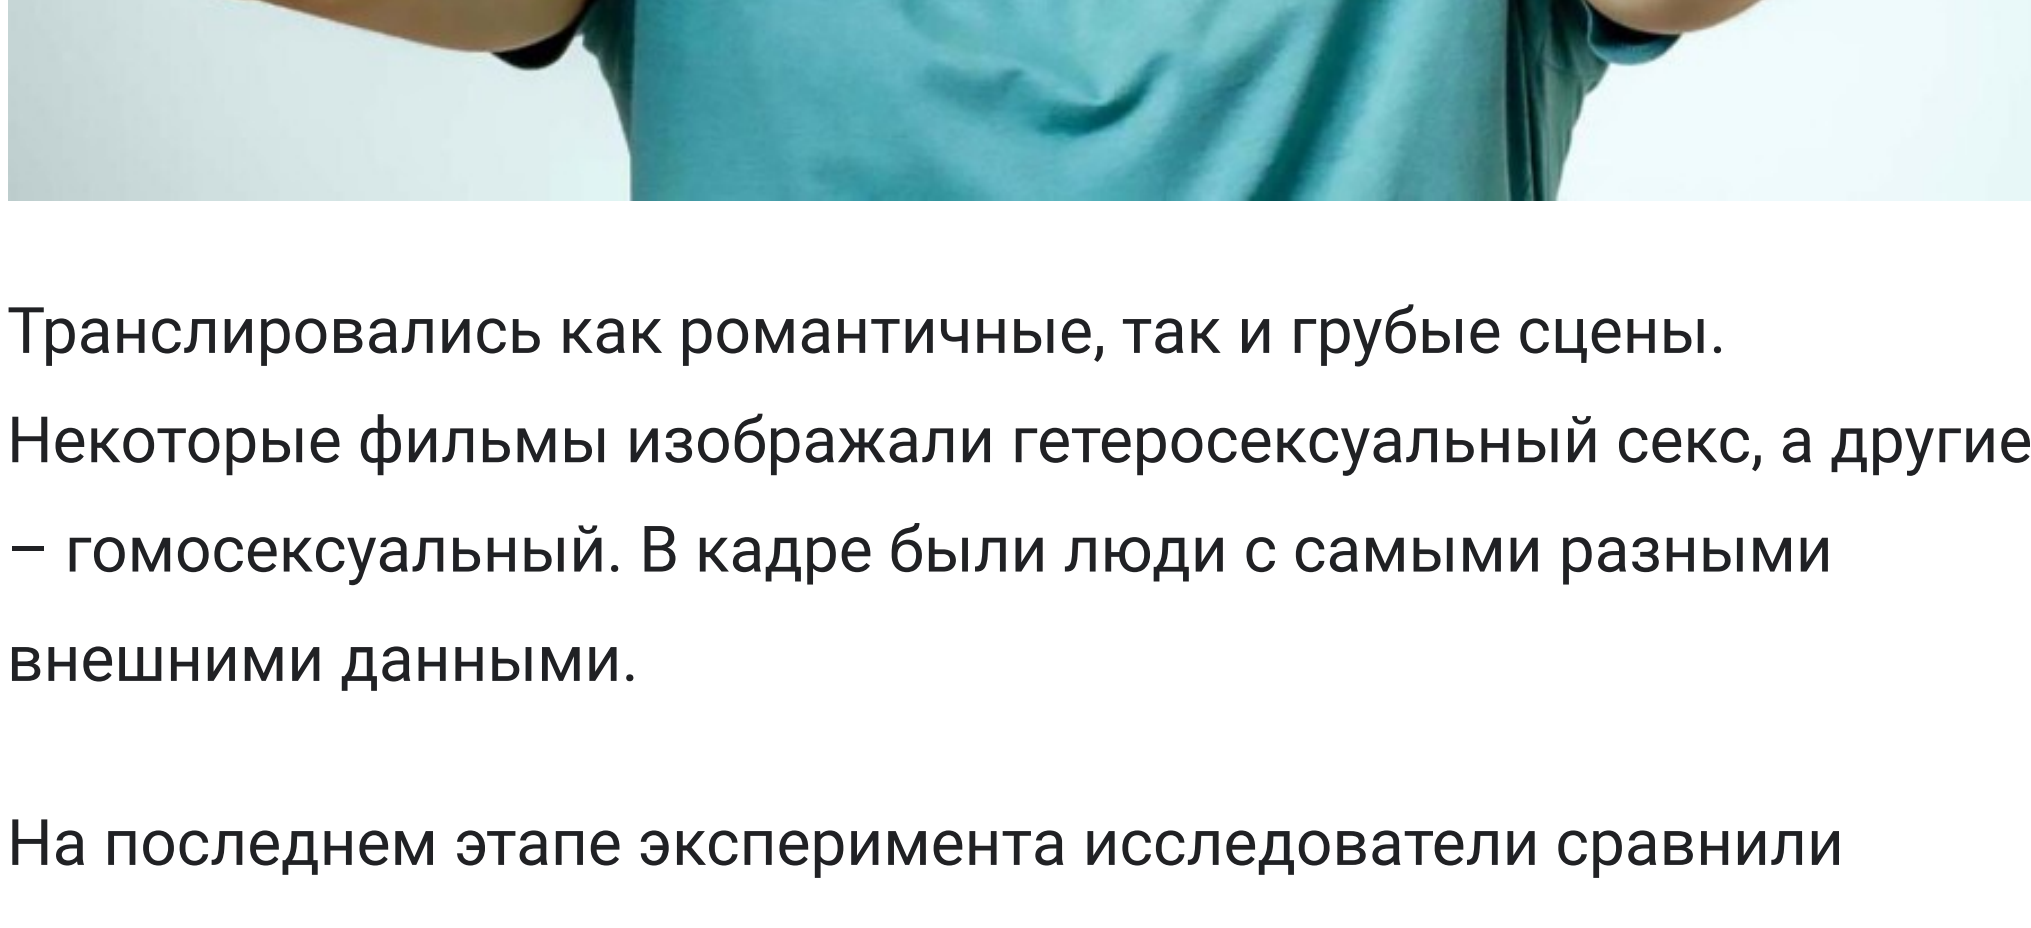 Транслировались как романтичные, так и грубые сцены.
Некоторые фильмы изображали гетеросексуальный секс, а другие
– гомосексуальный. В кадре были люди с самыми разными
внешними данными.
На последнем этапе эксперимента исследователи сравнили